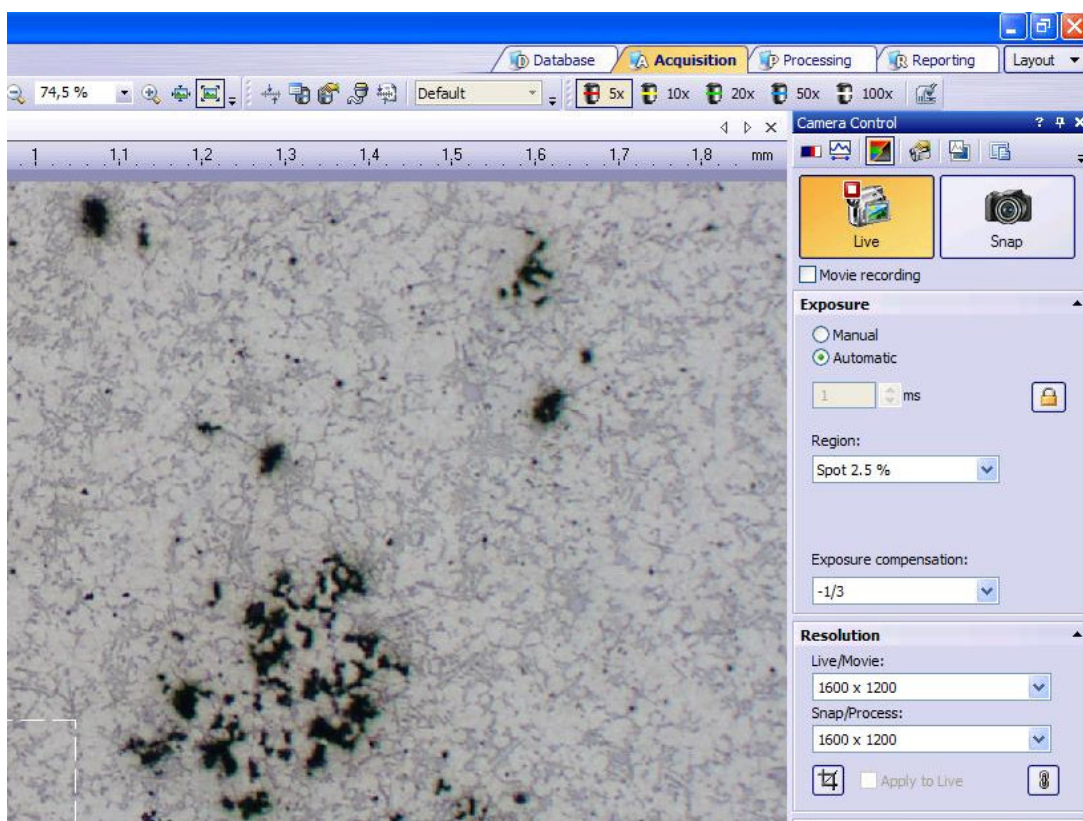 Database Acquisition Processing Reporting Layout
74,5 % Default 5x 10x 20x 50x 100x
Camera Control
1 1,1 1,2 1,3 1,4 1,5 1,6 1,7 1,8 mm
Live Snap
Movie recording
Exposure
Manual
Automatic
1 ms
Region:
Spot 2.5 %
Exposure compensation:
-1/3
Resolution
Live/Movie:
1600 x 1200
Snap/Process:
1600 x 1200
Apply to Live